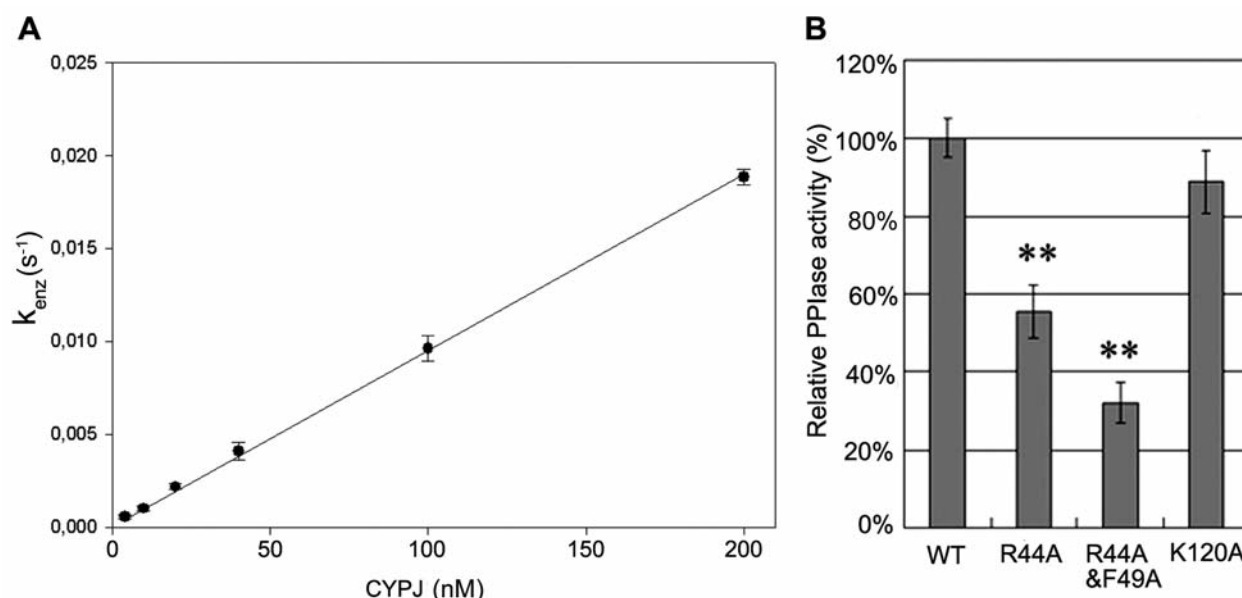 A
0,025
0,020
0,015
0,010
0,005
0,000
k_enz (s⁻¹)
0 50 100 150 200
CYPJ (nM)
B
120%
100%
80%
60%
40%
20%
0%
Relative PPIase activity (%)
**
**
WT R44A R44A K120A
&F49A